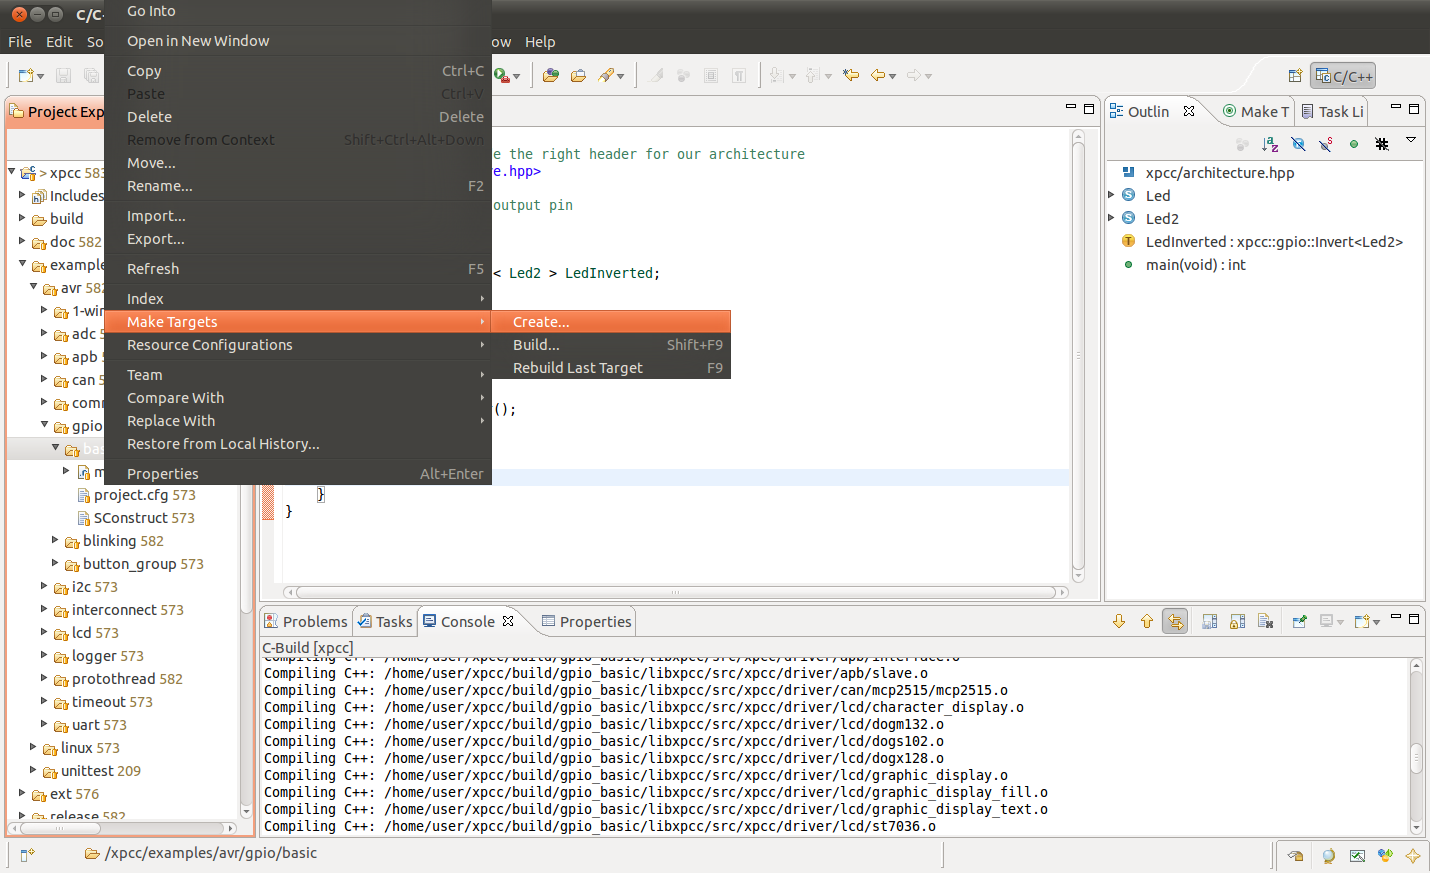 C/C
File Edit So
ow Help
Go Into
Open in New Window
Copy Ctrl+C
Paste Ctrl+V
Delete Delete
Remove from Context Shift+Ctrl+Alt+Down
Move...
Rename... F2
Import...
Export...
Refresh F5
Index
Make Targets
Resource Configurations
Team
Compare With
Replace With
Restore from Local History...
Properties Alt+Enter
Create...
Build... Shift+F9
Rebuild Last Target F9
C/C++
Project Exp
> xpcc 583
Includes
build
doc 582
example
avr 582
1-wir
adc 5
apb
can 5
com
gpio
bas
m
project.cfg 573
SConstruct 573
blinking 582
button_group 573
i2c 573
interconnect 573
lcd 573
logger 573
protothread 582
timeout 573
uart 573
linux 573
unittest 209
ext 576
release 582
e the right header for our architecture
e.hpp>
output pin
< Led2 > LedInverted;
();
}
}
Outlin Make T Task Li
xpcc/architecture.hpp
Led
Led2
LedInverted : xpcc::gpio::Invert<Led2>
main(void) : int
Problems Tasks Console Properties
C-Build [xpcc]
Compiling C++: /home/user/xpcc/build/gpio_basic/libxpcc/src/xpcc/driver/apb/interface.o
Compiling C++: /home/user/xpcc/build/gpio_basic/libxpcc/src/xpcc/driver/apb/slave.o
Compiling C++: /home/user/xpcc/build/gpio_basic/libxpcc/src/xpcc/driver/can/mcp2515/mcp2515.o
Compiling C++: /home/user/xpcc/build/gpio_basic/libxpcc/src/xpcc/driver/lcd/character_display.o
Compiling C++: /home/user/xpcc/build/gpio_basic/libxpcc/src/xpcc/driver/lcd/dogm132.o
Compiling C++: /home/user/xpcc/build/gpio_basic/libxpcc/src/xpcc/driver/lcd/dogs102.o
Compiling C++: /home/user/xpcc/build/gpio_basic/libxpcc/src/xpcc/driver/lcd/dogx128.o
Compiling C++: /home/user/xpcc/build/gpio_basic/libxpcc/src/xpcc/driver/lcd/graphic_display.o
Compiling C++: /home/user/xpcc/build/gpio_basic/libxpcc/src/xpcc/driver/lcd/graphic_display_fill.o
Compiling C++: /home/user/xpcc/build/gpio_basic/libxpcc/src/xpcc/driver/lcd/graphic_display_text.o
Compiling C++: /home/user/xpcc/build/gpio_basic/libxpcc/src/xpcc/driver/lcd/st7036.o
/xpcc/examples/avr/gpio/basic